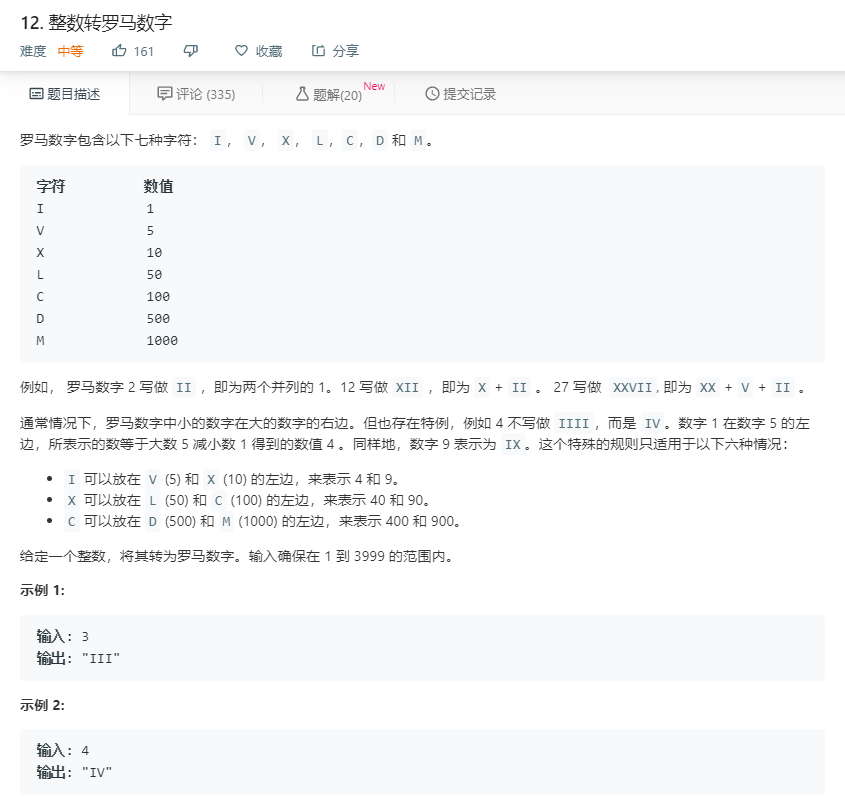 12. 整数转罗马数字
难度 中等 161 收藏 分享
题目描述 评论 (335) 题解(20) New 提交记录
罗马数字包含以下七种字符： I， V， X， L，C，D 和 M。
字符 数值
I 1
V 5
X 10
L 50
C 100
D 500
M 1000
例如， 罗马数字 2 写做 II ，即为两个并列的 1。12 写做 XII ，即为 X + II 。 27 写做 XXVII, 即为 XX + V + II 。
通常情况下，罗马数字中小的数字在大的数字的右边。但也存在特例，例如 4 不写做 IIII，而是 IV。数字 1 在数字 5 的左
边，所表示的数等于大数 5 减小数 1 得到的数值 4 。同样地，数字 9 表示为 IX。这个特殊的规则只适用于以下六种情况：
• I 可以放在 V (5) 和 X (10) 的左边，来表示 4 和 9。
• X 可以放在 L (50) 和 C (100) 的左边，来表示 40 和 90。
• C 可以放在 D (500) 和 M (1000) 的左边，来表示 400 和 900。
给定一个整数，将其转为罗马数字。输入确保在 1 到 3999 的范围内。
示例 1:
输入: 3
输出: "III"
示例 2:
输入: 4
输出: "IV"